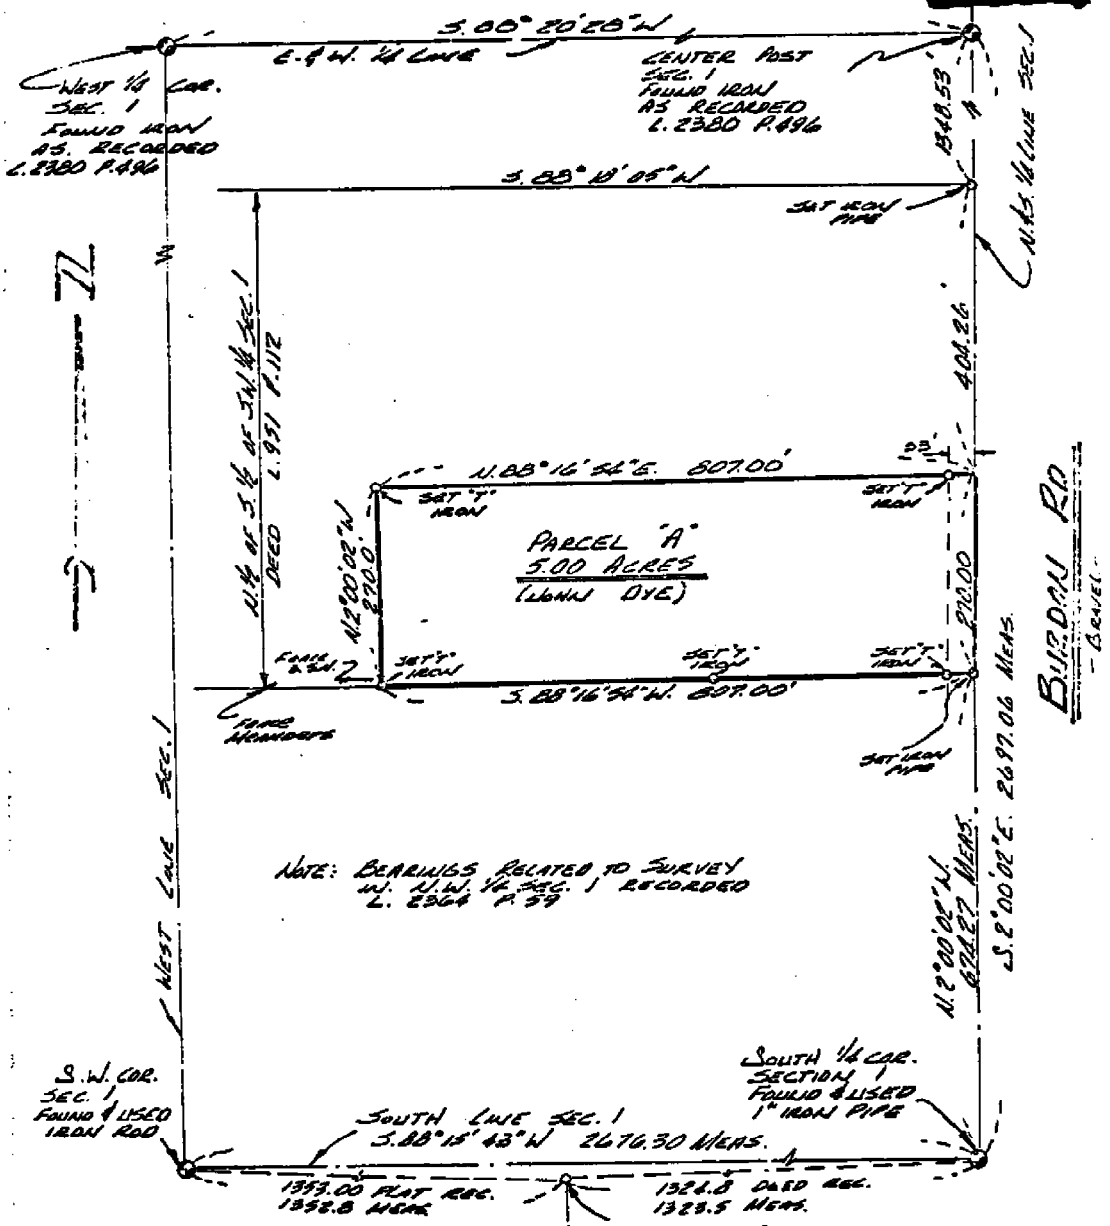 S. 88° 20' 28" W
E. & W. 1/4 LINE
WEST 1/4 COR.
SEC. 1
FOUND IRON
AS. RECORDED
L. 2380 P. 496
CENTER POST
SEC. 1
FOUND IRON
AS RECORDED
L. 2380 P. 496
1348.53'
N. & S. 1/4 LINE SEC. 1
S. 88° 18' 05" W
SET IRON
PIPE
N. 1/2 OF S. 1/2 OF S.W. 1/4 SEC. 1
DEED L. 951 P. 112
404.26'
33'
N. 88° 16' 54" E. 807.00'
SET "T"
IRON
SET "T"
IRON
N. 2° 00' 02" W
270.0'
PARCEL "A"
5.00 ACRES
(JOHN DYE)
270.00
BURDAN RD
- GRAVEL -
FENCE
SET "T"
IRON
SET "T"
IRON
SET "T"
IRON
S. 88° 16' 54" W. 807.00'
FENCE
MEANDERS
SET IRON
PIPE
WEST LINE SEC. 1
S. 2° 00' 02" E. 2697.06 MEAS.
N. 2° 00' 02" W.
674.27 MEAS.
NOTE: BEARINGS RELATED TO SURVEY
IN. N.W. 1/4 SEC. 1 RECORDED
L. 2364 P. 59
S.W. COR.
SEC. 1
FOUND & USED
IRON ROD
SOUTH 1/4 COR.
SECTION 1
FOUND & USED
1" IRON PIPE
SOUTH LINE SEC. 1
S. 88° 15' 43" W 2676.30 MEAS.
1353.00 PLAT REC.
1352.8 MEAS.
1324.8 DEED REC.
1323.5 MEAS.